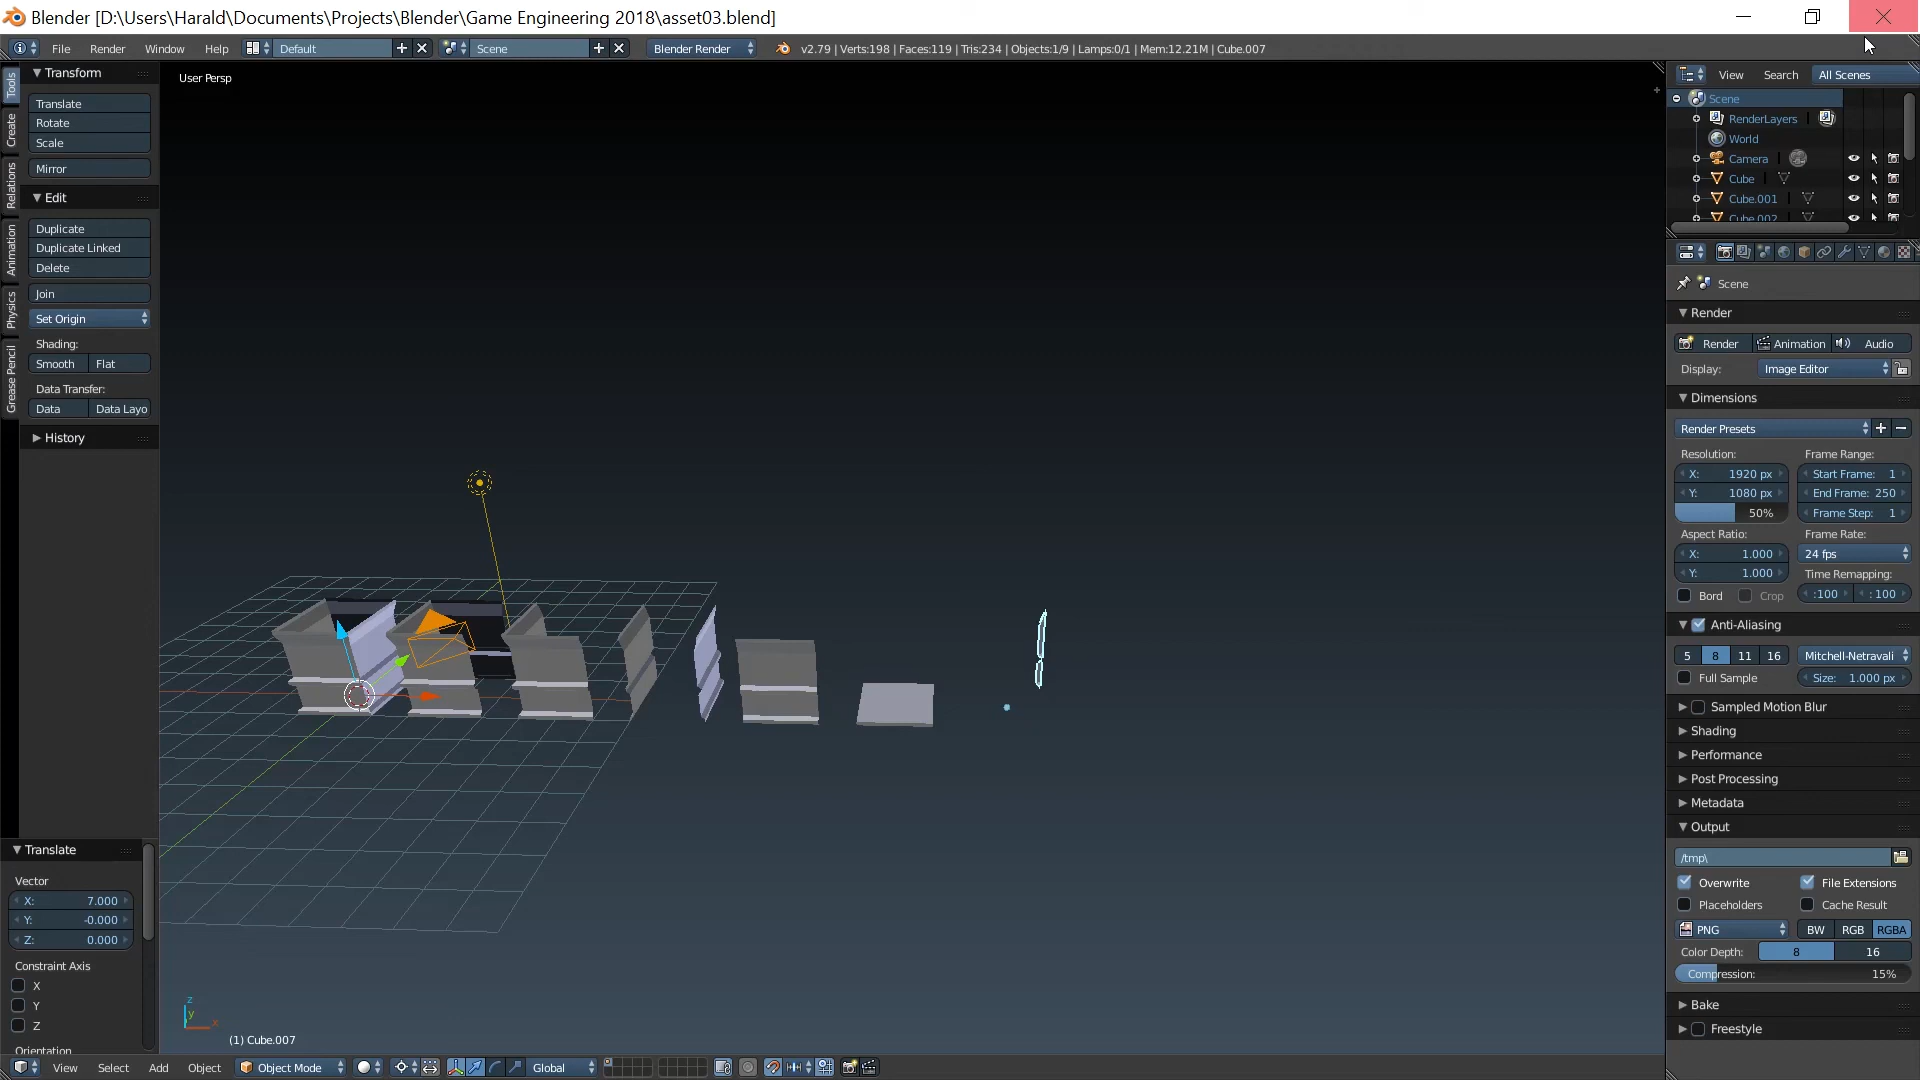 Blender [D:\Users\Harald\Documents\Projects\Blender\Game Engineering 2018\asset03.blend]
File Render Window Help Default Scene Blender Render v2.79 | Verts:198 | Faces:119 | Tris:234 | Objects:1/9 | Lamps:0/1 | Mem:12.21M | Cube.007
Tools
Create
Relations
Animation
Physics
Grease Pencil
Transform
Translate
Rotate
Scale
Mirror
Edit
Duplicate
Duplicate Linked
Delete
Join
Set Origin
Shading:
Smooth Flat
Data Transfer:
Data Data Layo
History
Translate
Vector
X: 7.000
Y: -0.000
Z: 0.000
Constraint Axis
X
Y
Z
Orientation
User Persp
z
y
x
(1) Cube.007
View Select Add Object Object Mode Global
View Search All Scenes
Scene
RenderLayers
World
Camera
Cube
Cube.001
Cube.002
Scene
Render
Render Animation Audio
Display: Image Editor
Dimensions
Render Presets
Resolution: Frame Range:
X: 1920 px Start Frame: 1
Y: 1080 px End Frame: 250
50% Frame Step: 1
Aspect Ratio: Frame Rate:
X: 1.000 24 fps
Y: 1.000 Time Remapping:
Bord Crop :100 : 100
Anti-Aliasing
5 8 11 16 Mitchell-Netravali
Full Sample Size: 1.000 px
Sampled Motion Blur
Shading
Performance
Post Processing
Metadata
Output
/tmp\
Overwrite File Extensions
Placeholders Cache Result
PNG BW RGB RGBA
Color Depth: 8 16
Compression: 15%
Bake
Freestyle